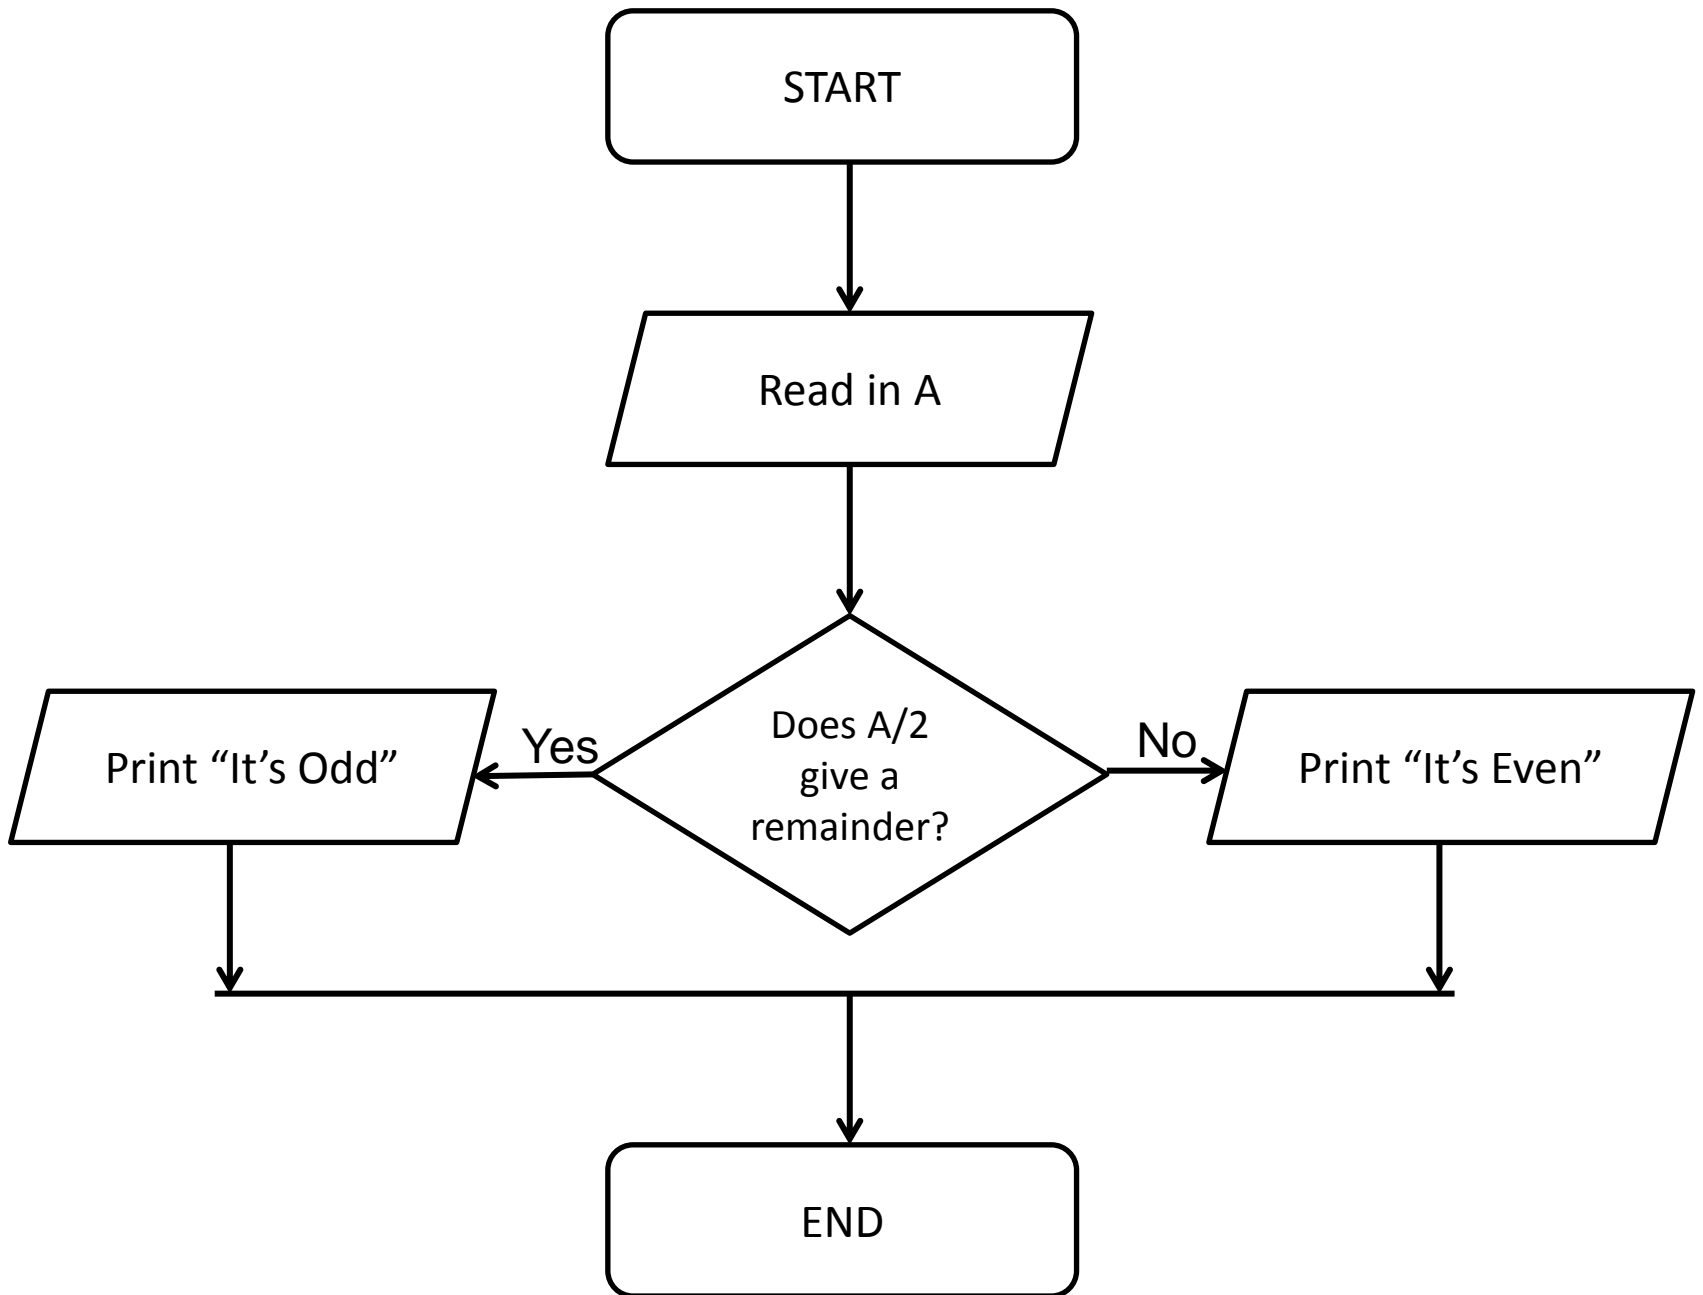 START
Read in A
Does A/2
give a
remainder?
Yes
No
Print “It’s Odd”
Print “It’s Even”
END